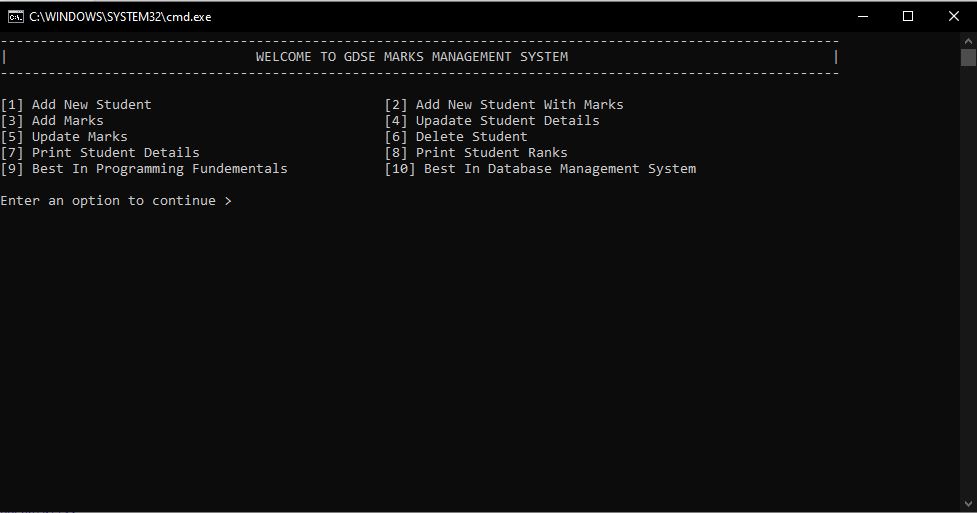 C:\WINDOWS\SYSTEM32\cmd.exe
---------------------------------------------------------------------------------------------------------
| WELCOME TO GDSE MARKS MANAGEMENT SYSTEM |
---------------------------------------------------------------------------------------------------------
[1] Add New Student [2] Add New Student With Marks
[3] Add Marks [4] Upadate Student Details
[5] Update Marks [6] Delete Student
[7] Print Student Details [8] Print Student Ranks
[9] Best In Programming Fundementals [10] Best In Database Management System
Enter an option to continue >